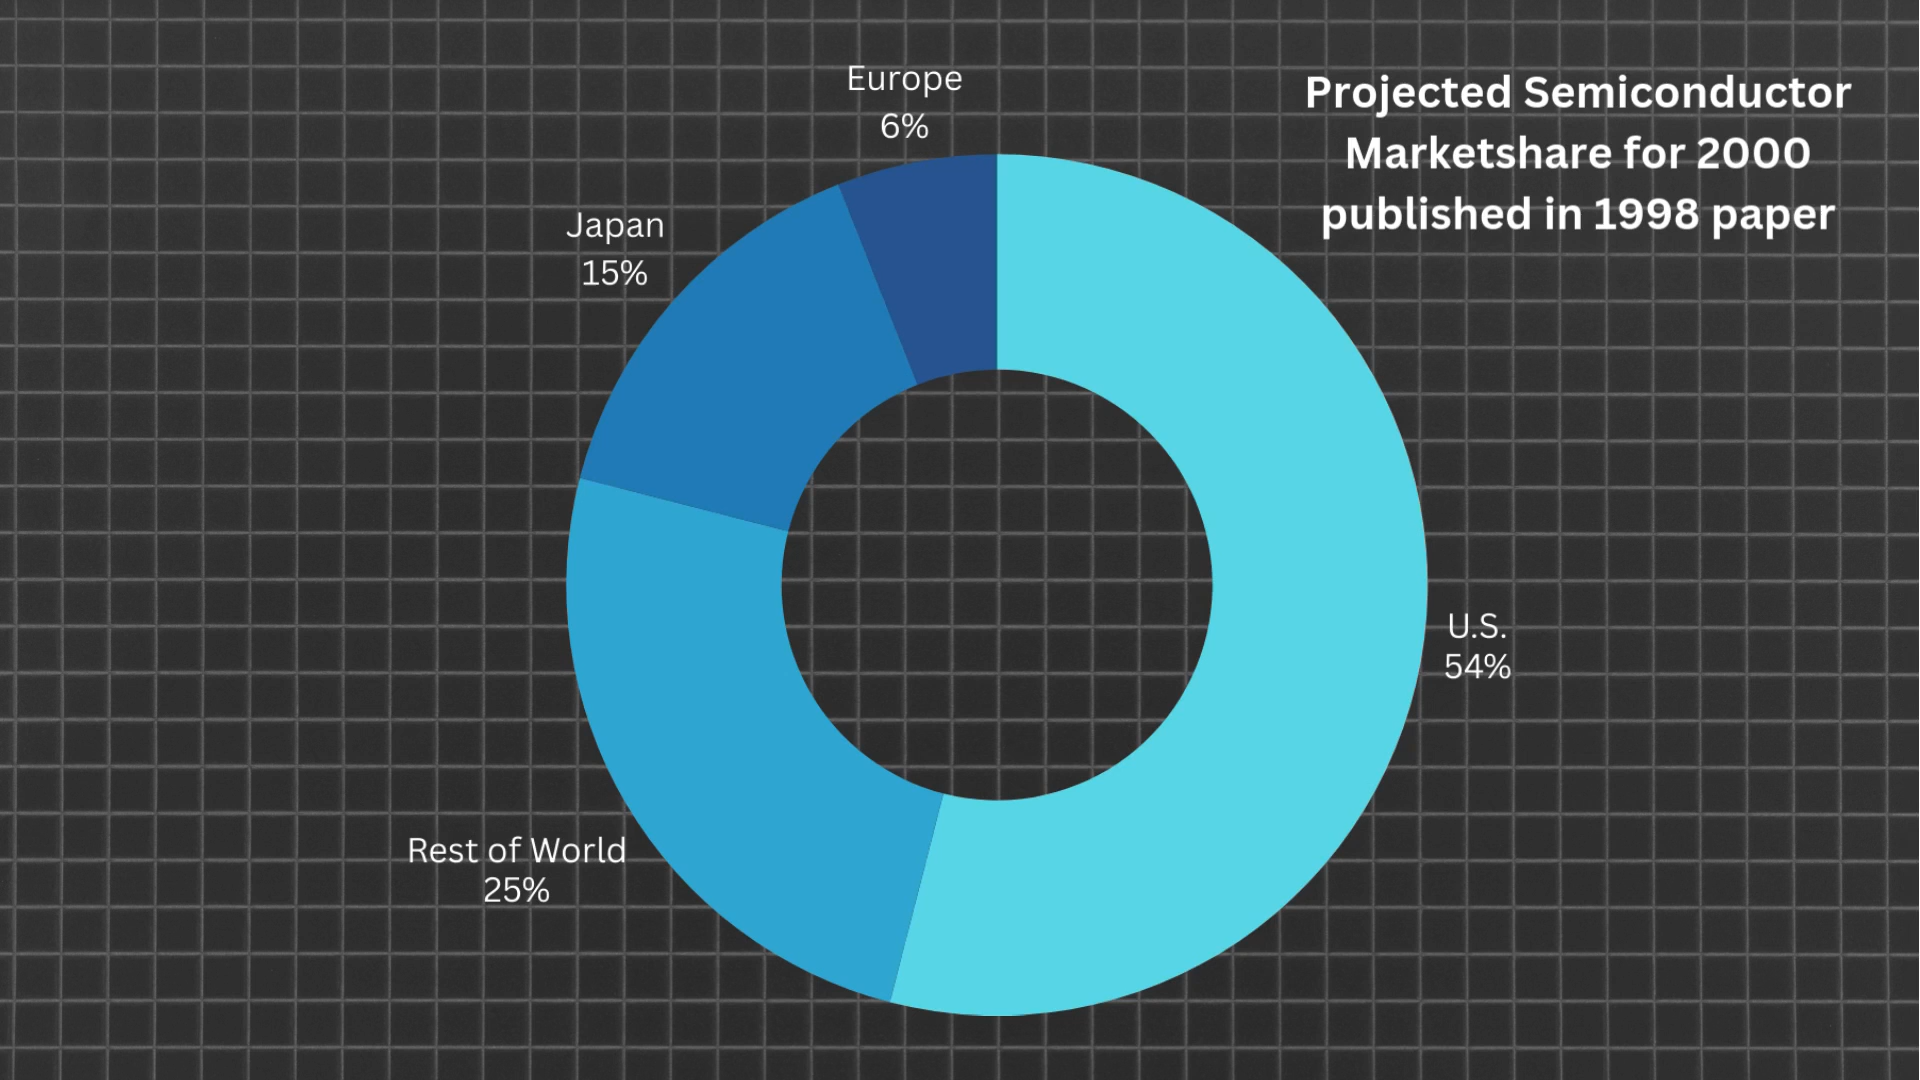 Projected Semiconductor
Marketshare for 2000
published in 1998 paper
Europe
6%
Japan
15%
U.S.
54%
Rest of World
25%